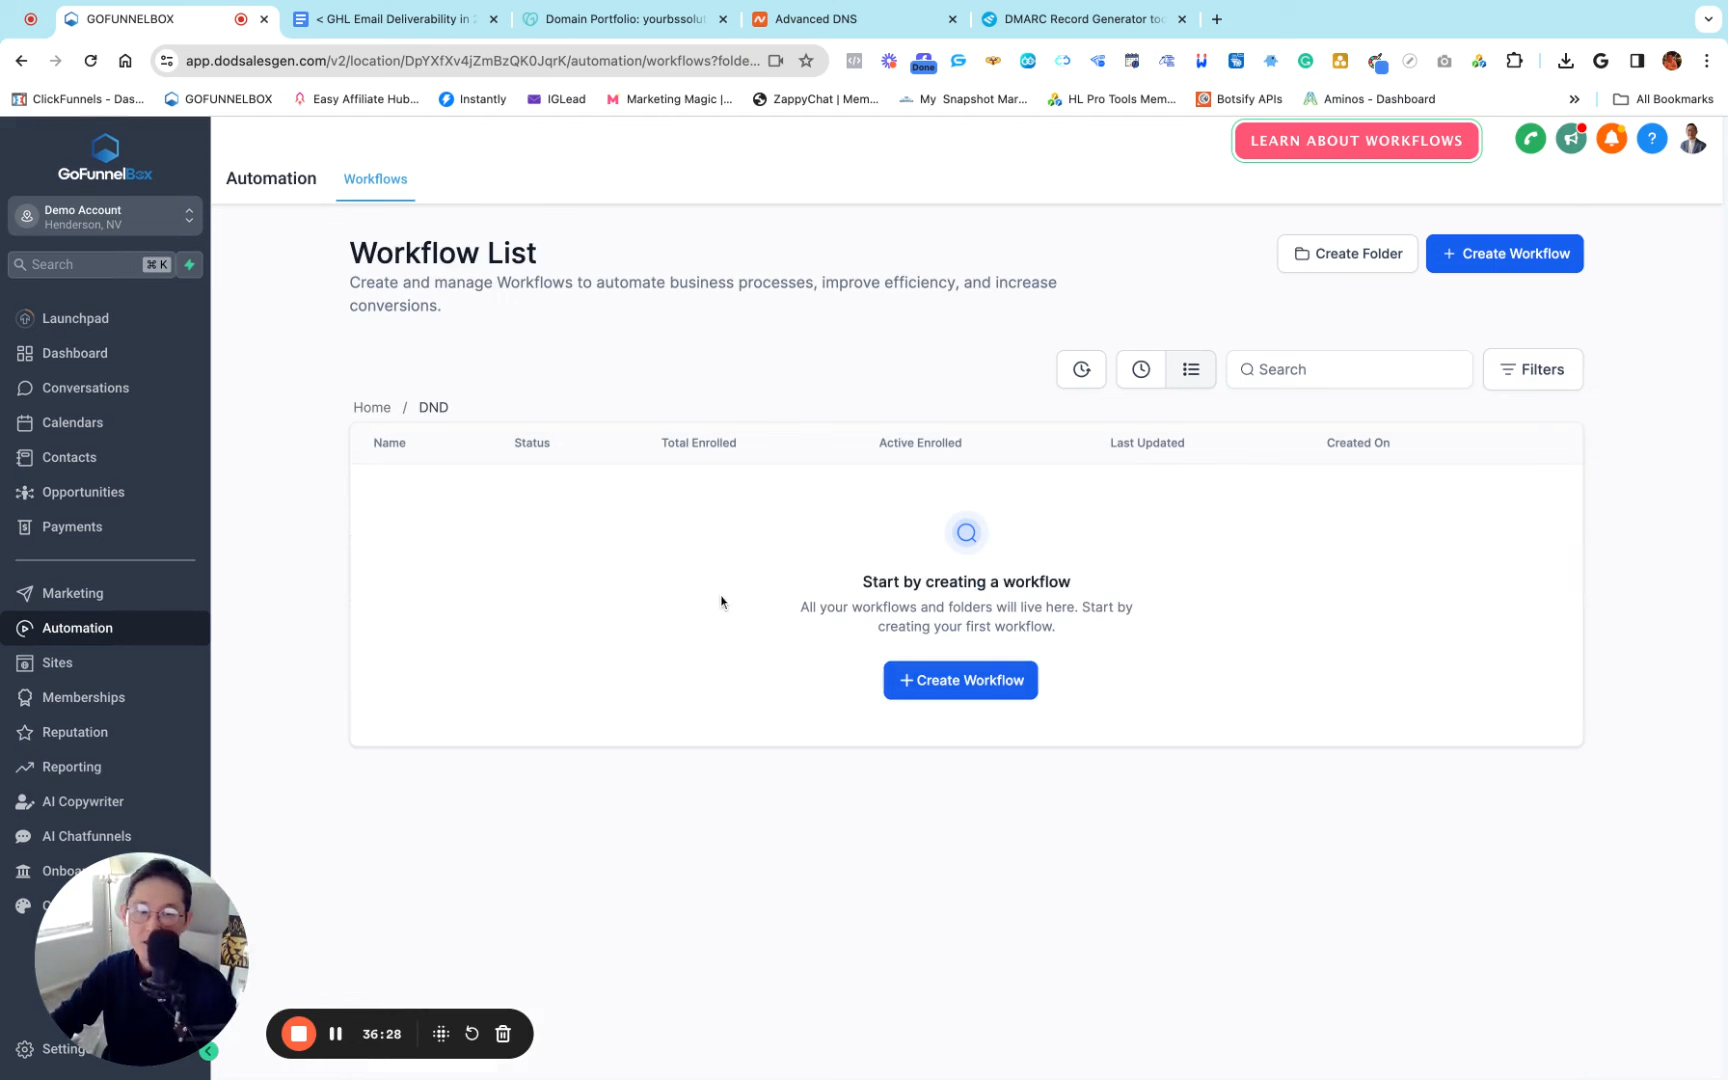 GOFUNNELBOX
< GHL Email Deliverability in
Domain Portfolio: yourbssolut
Advanced DNS
DMARC Record Generator too
app.dodsalesgen.com/v2/location/DpYXfXv4jZmBzQK0JqrK/automation/workflows?folde...
Done
ClickFunnels - Das...
GOFUNNELBOX
Easy Affiliate Hub...
Instantly
IGLead
Marketing Magic |...
ZappyChat | Mem...
My Snapshot Mar...
HL Pro Tools Mem...
Botsify APIs
Aminos - Dashboard
All Bookmarks
GoFunnelBox
LEARN ABOUT WORKFLOWS
Automation
Workflows
Demo Account
Henderson, NV
Search
⌘ K
Launchpad
Dashboard
Conversations
Calendars
Contacts
Opportunities
Payments
Marketing
Automation
Sites
Memberships
Reputation
Reporting
AI Copywriter
AI Chatfunnels
Workflow List
Create and manage Workflows to automate business processes, improve efficiency, and increase
conversions.
Create Folder
+ Create Workflow
Search
Filters
Home / DND
Name
Status
Total Enrolled
Active Enrolled
Last Updated
Created On
Start by creating a workflow
All your workflows and folders will live here. Start by
creating your first workflow.
+ Create Workflow
36:28